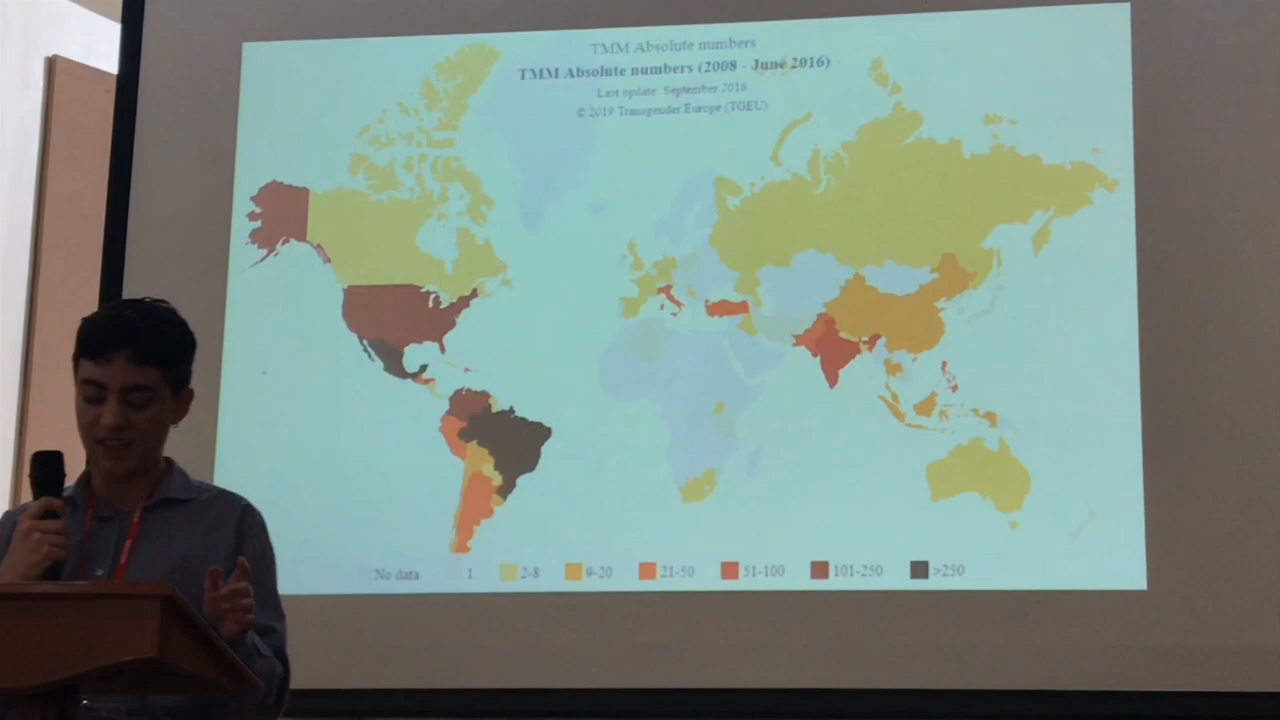 TMM Absolute numbers
TMM Absolute numbers (2008 - June 2016)
Last update: September 2016
© 2019 Transgender Europe (TGEU)
No data 1 2-8 9-20 21-50 51-100 101-250 >250